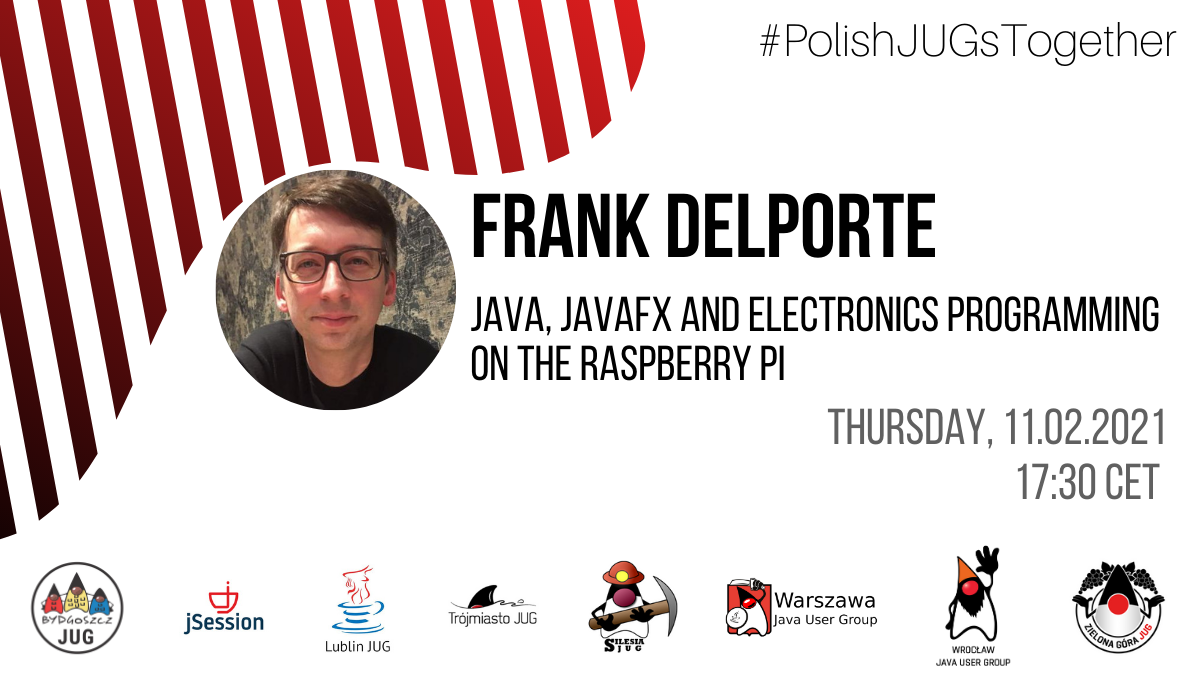 #PolishJUGsTogether
FRANK DELPORTE
JAVA, JAVAFX AND ELECTRONICS PROGRAMMING
ON THE RASPBERRY PI
THURSDAY, 11.02.2021
17:30 CET
BYDGOSZCZ
JUG
jSession
Lublin JUG
Trójmiasto JUG
SILESIA
JUG
Warszawa
Java User Group
WROCŁAW
JAVA USER GROUP
ZIELONA GÓRA JUG